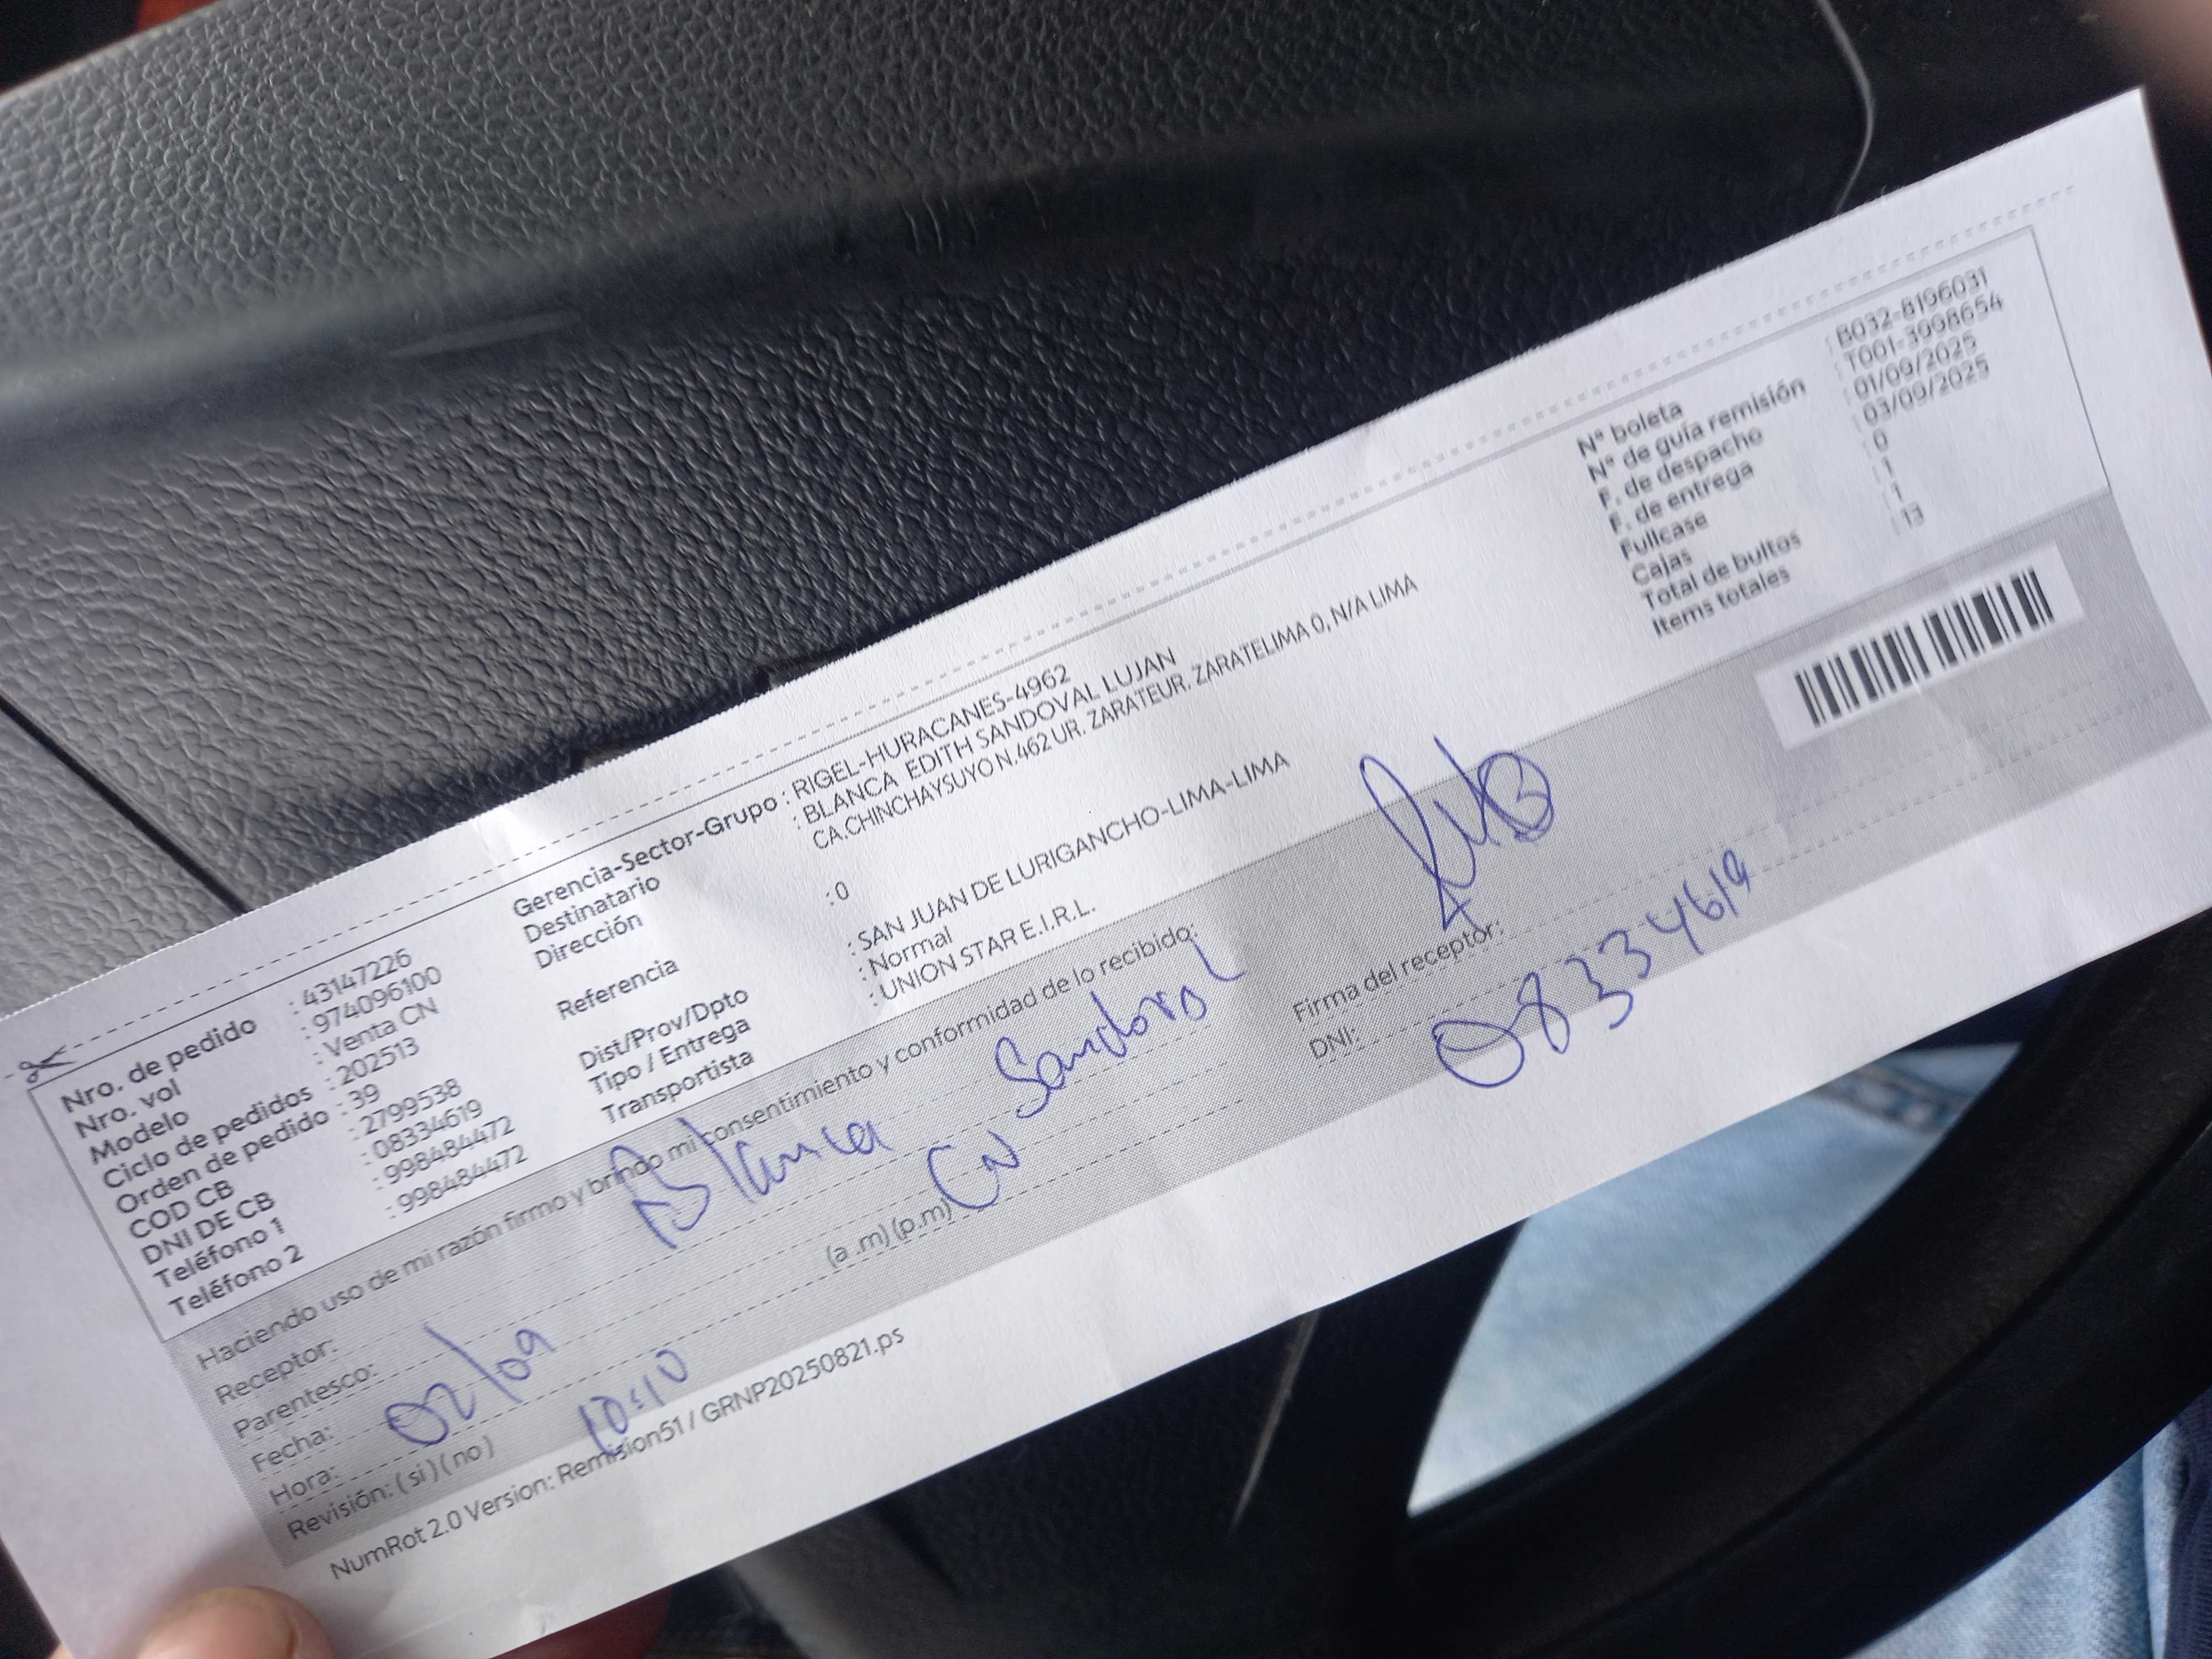 Nro. de pedido : 43147226
Nro. vol : 974096100
Modelo : Venta CN
Ciclo de pedidos : 202513
Orden de pedido : 39
COD CB : 2799538
DNI DE CB : 08334619
Teléfono 1 : 998484472
Teléfono 2 : 998484472
Gerencia-Sector-Grupo : RIGEL-HURACANES-4962
Destinatario : BLANCA EDITH SANDOVAL LUJAN
Dirección CA.CHINCHAYSUYO N.462 UR. ZARATEUR. ZARATELIMA 0, N/A LIMA
Referencia : 0
Dist/Prov/Dpto : SAN JUAN DE LURIGANCHO-LIMA-LIMA
Tipo / Entrega : Normal
Transportista : UNION STAR E.I.R.L.
N° boleta : B032-8196031
N° de guía remisión : T001-3998654
F. de despacho : 01/09/2025
F. de entrega : 03/09/2025
Fullcase : 0
Cajas : 1
Total de bultos : 1
Items totales : 13
Haciendo uso de mi razón firmo y brindo mi consentimiento y conformidad de lo recibido:
Receptor: Blanca Sandoval
Parentesco: CN
Fecha: 02/09
Hora: 10:10 (a .m) (p.m)
Revisión: ( si ) ( no )
Firma del receptor:
DNI: 08334619
NumRot 2.0 Version: Remision51 / GRNP20250821.ps